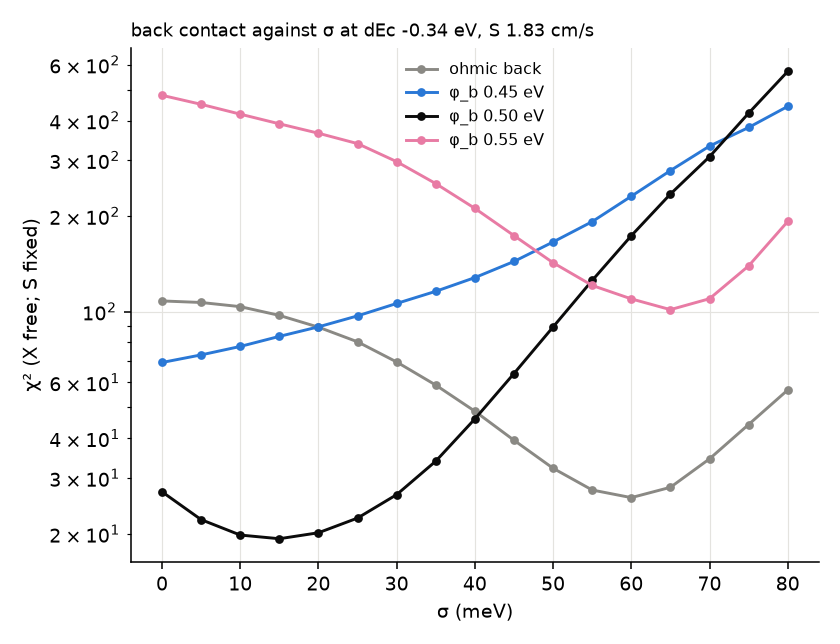 back contact against σ at dEc -0.34 eV, S 1.83 cm/s
ohmic back
φ_b 0.45 eV
φ_b 0.50 eV
φ_b 0.55 eV
χ² (X free; S fixed)
6 × 10²
4 × 10²
3 × 10²
2 × 10²
10²
6 × 10¹
4 × 10¹
3 × 10¹
2 × 10¹
0 10 20 30 40 50 60 70 80
σ (meV)